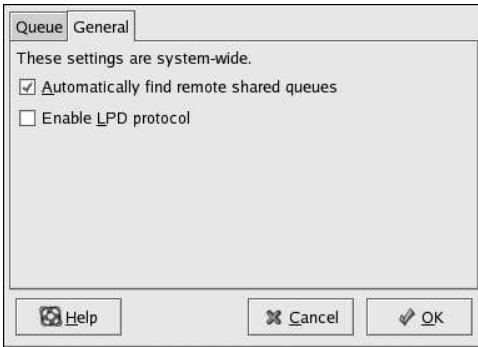 Queue General
These settings are system-wide.
Automatically find remote shared queues
Enable LPD protocol
Help Cancel OK